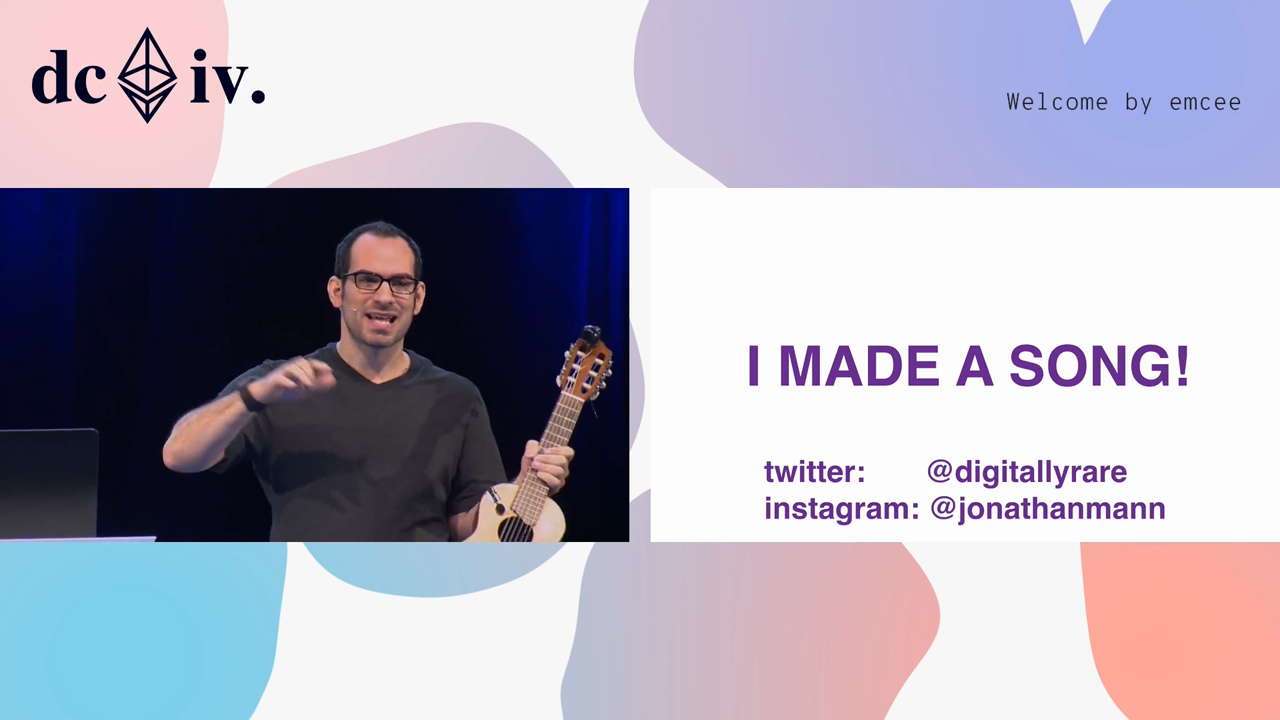 dc iv.
Welcome by emcee
I MADE A SONG!
twitter: @digitallyrare
instagram: @jonathanmann